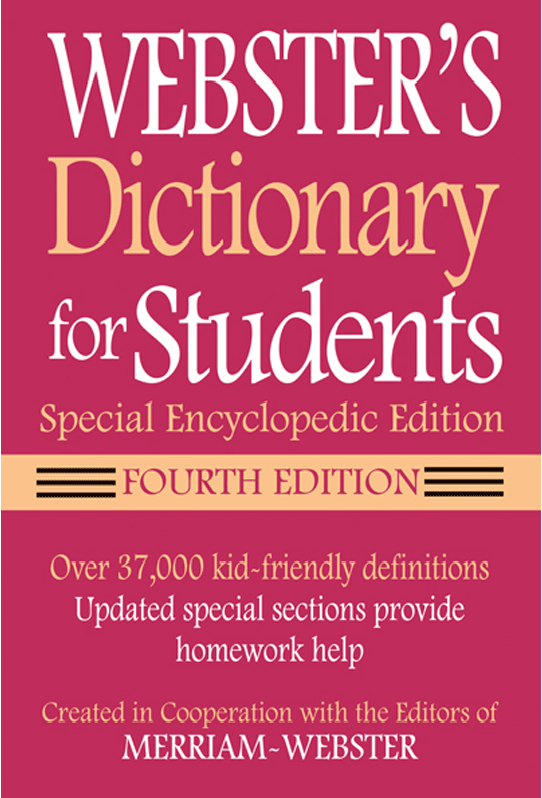 WEBSTER'S
Dictionary
for Students
Special Encyclopedic Edition
FOURTH EDITION
Over 37,000 kid-friendly definitions
Updated special sections provide
homework help
Created in Cooperation with the Editors of
MERRIAM-WEBSTER